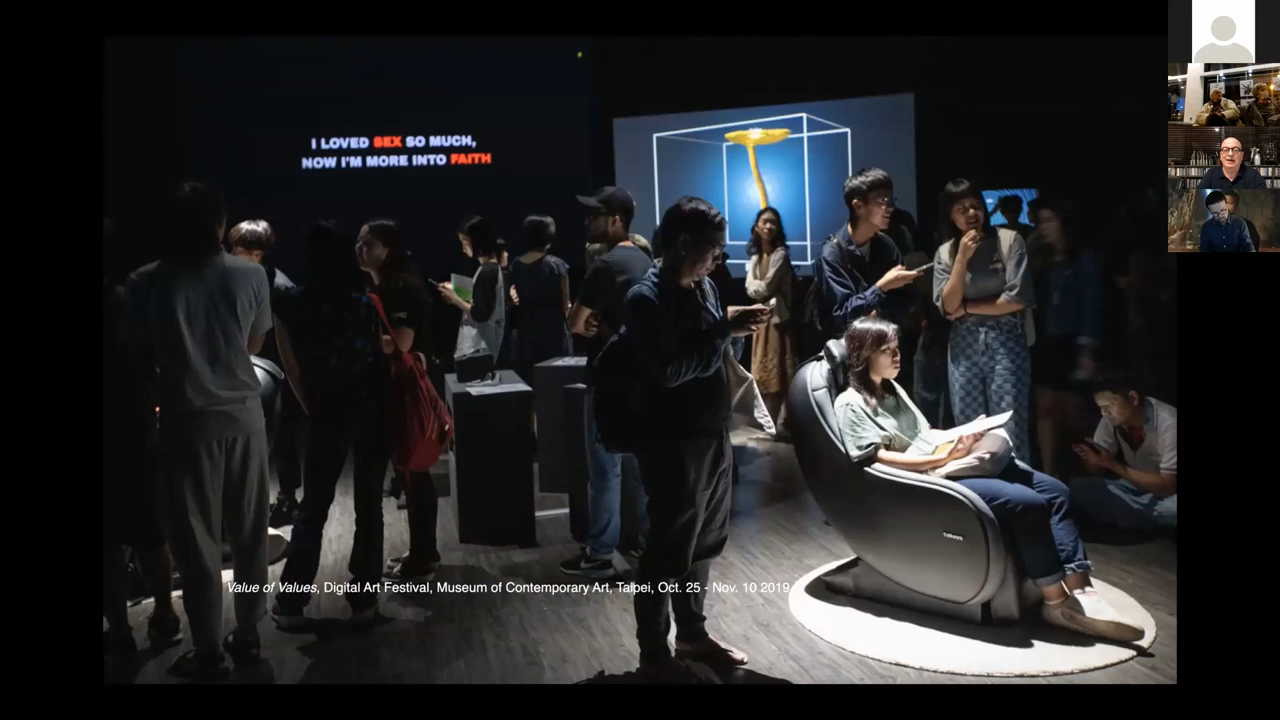 I LOVED SEX SO MUCH,
NOW I'M MORE INTO FAITH
takuya
Value of Values, Digital Art Festival, Museum of Contemporary Art, Taipei, Oct. 25 - Nov. 10 2019